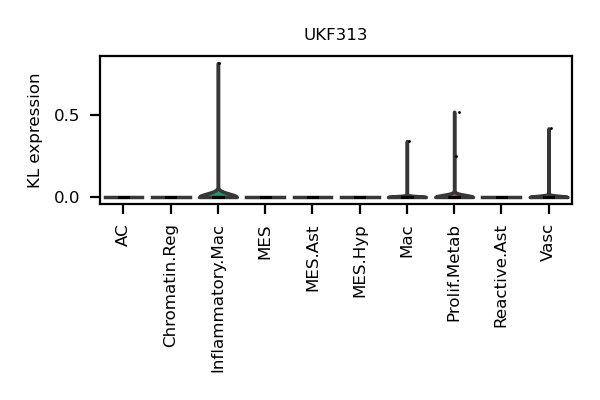 UKF313
KL expression
0.5
0.0
AC
Chromatin.Reg
Inflammatory.Mac
MES
MES.Ast
MES.Hyp
Mac
Prolif.Metab
Reactive.Ast
Vasc